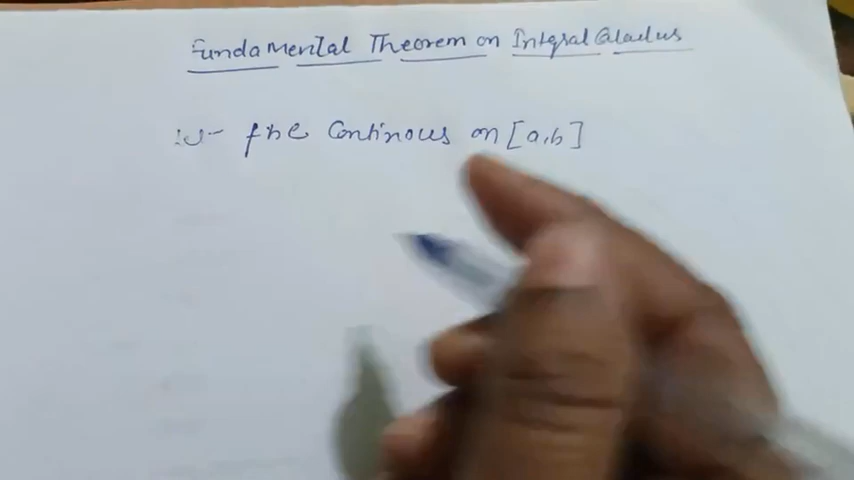 Fundamental Theorem on Integral Calculus
f be Continous on [a,b]